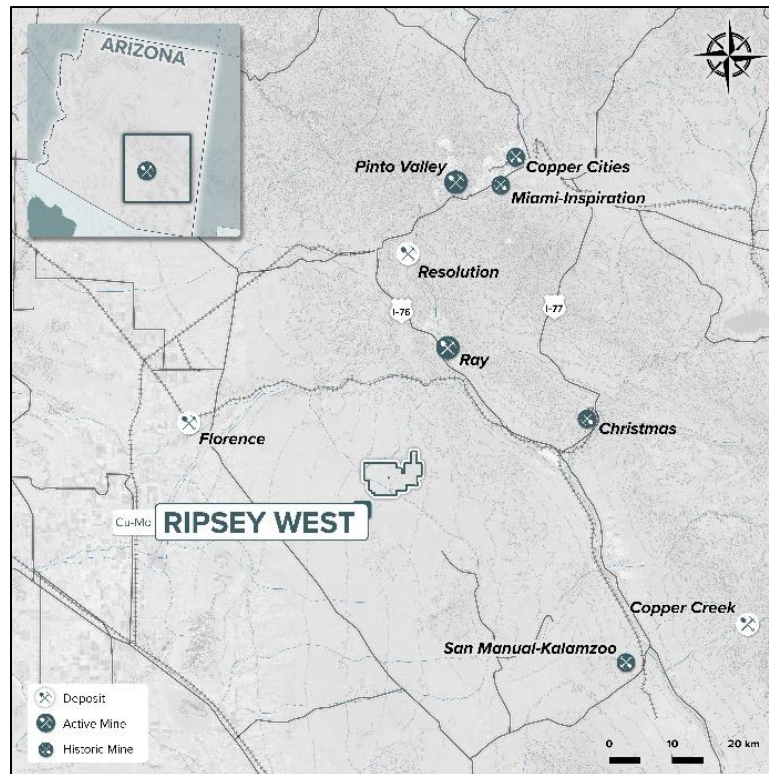 ARIZONA
Copper Cities
Pinto Valley
Miami-Inspiration
Resolution
I-76
I-77
Ray
Christmas
Florence
Cu-Mo
RIPSEY WEST
Copper Creek
San Manual-Kalamzoo
Deposit
Active Mine
Historic Mine
0 10 20 km